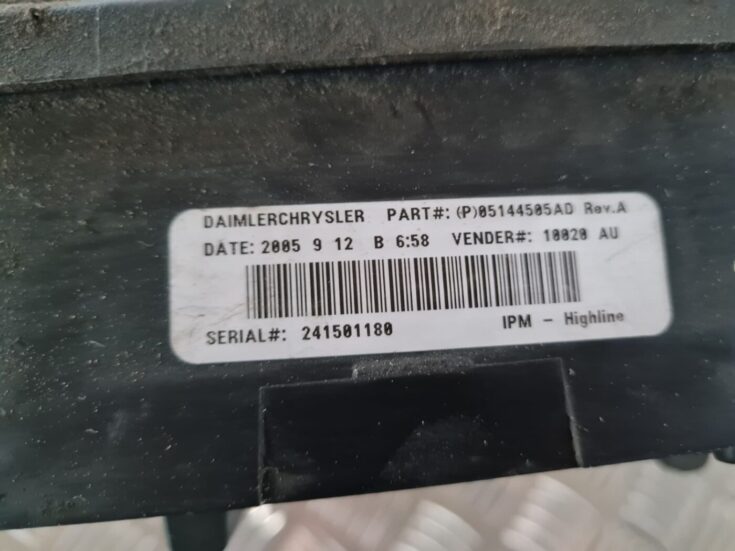 DAIMLERCHRYSLER PART#: (P)05144505AD Rev.A
DATE: 2005 9 12 B 6:58 VENDER#: 10020 AU
SERIAL#: 241501180 IPM - Highline